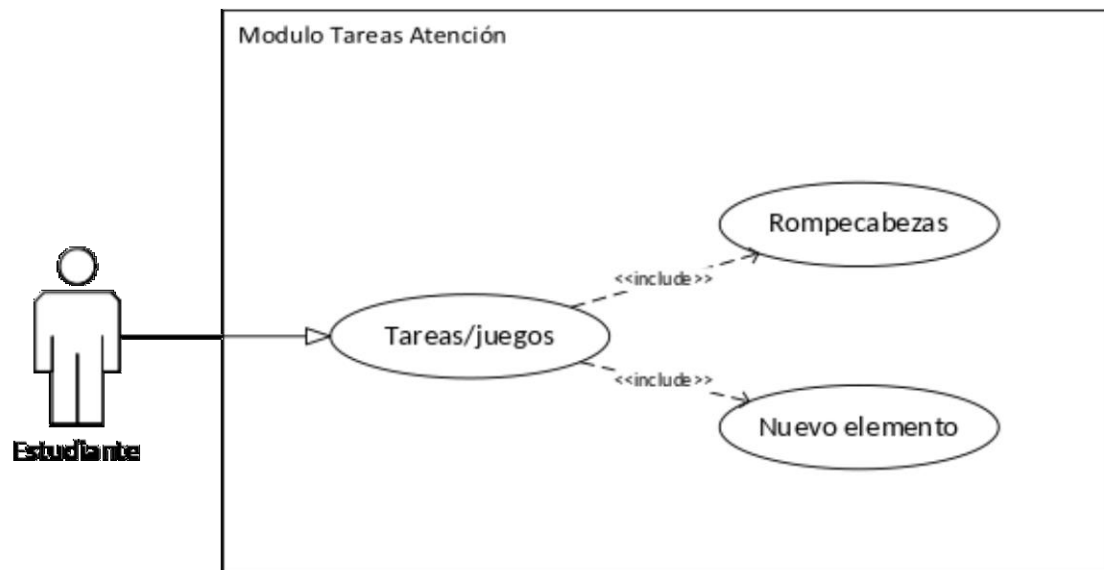 Modulo Tareas Atención
Rompecabezas
<<include>>
Tareas/juegos
<<include>>
Nuevo elemento
Estudiante